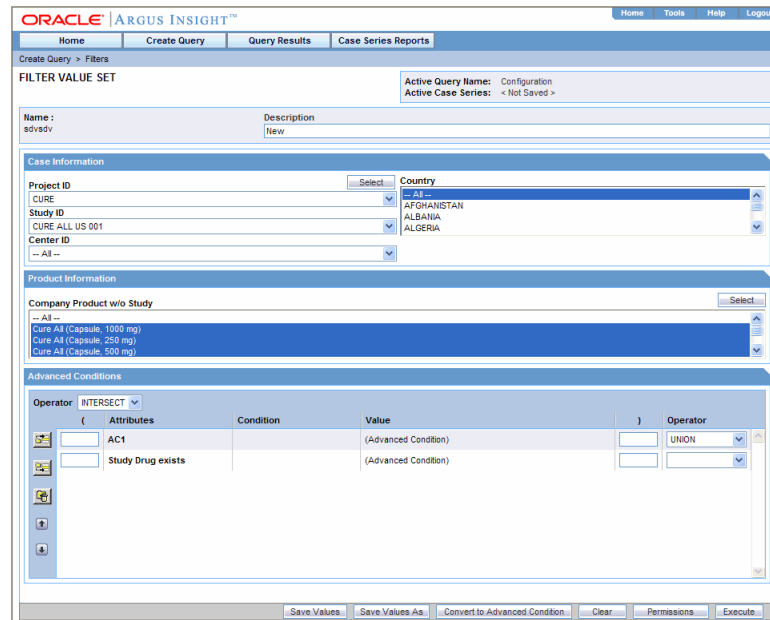 ORACLE® ARGUS INSIGHT™
Home Tools Help Logou
Home Create Query Query Results Case Series Reports
Create Query > Filters
FILTER VALUE SET
Active Query Name: Configuration
Active Case Series: < Not Saved >
Name : Description
sdvsdv New
Case Information
Project ID Select Country
CURE -- All --
Study ID AFGHANISTAN
CURE ALL US 001 ALBANIA
Center ID ALGERIA
-- All --
Product Information
Company Product w/o Study Select
-- All --
Cure All (Capsule, 1000 mg)
Cure All (Capsule, 250 mg)
Cure All (Capsule, 500 mg)
Advanced Conditions
Operator INTERSECT
( Attributes Condition Value ) Operator
AC1 (Advanced Condition) UNION
Study Drug exists (Advanced Condition)
Save Values Save Values As Convert to Advanced Condition Clear Permissions Execute